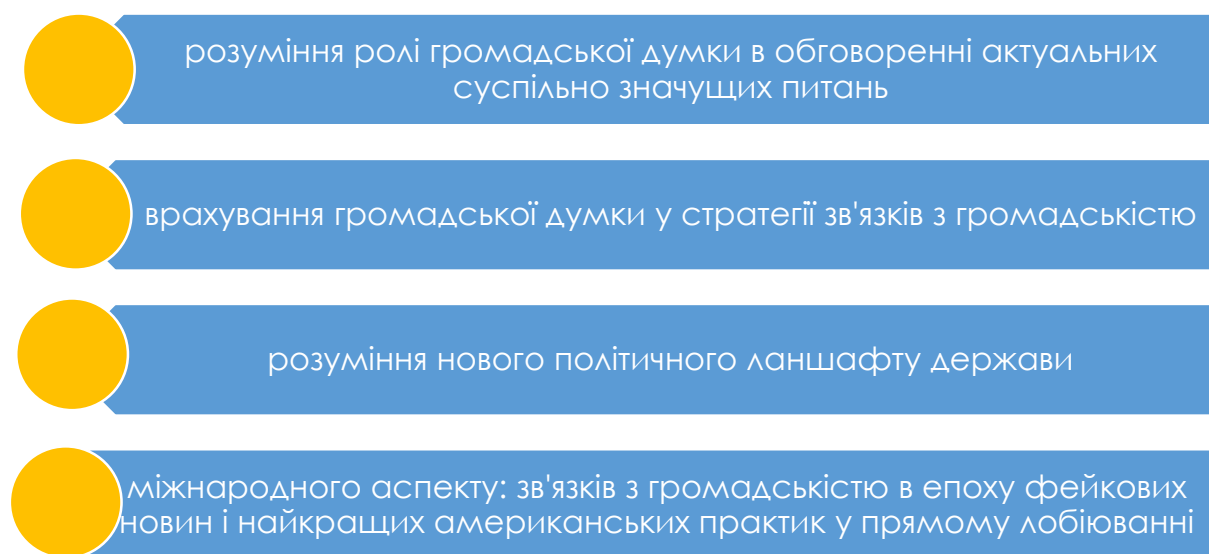 розуміння ролі громадської думки в обговоренні актуальних
суспільно значущих питань
врахування громадської думки у стратегії зв'язків з громадськістю
розуміння нового політичного ланшафту держави
міжнародного аспекту: зв'язків з громадськістю в епоху фейкових
новин і найкращих американських практик у прямому лобіюванні